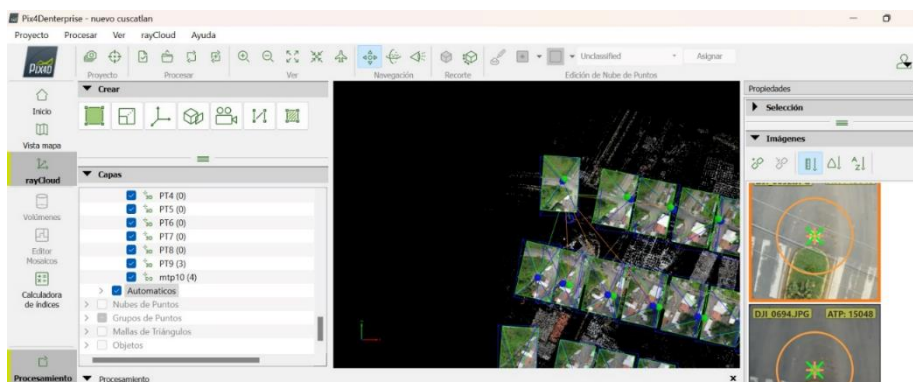 Pix4Denterprise - nuevo cuscatlan
Proyecto Procesar Ver rayCloud Ayuda
PIX4D
Unclassified
Asignar
Proyecto Procesar Ver Navegación Recorte Edición de Nube de Puntos
Inicio
Vista mapa
rayCloud
Volúmenes
Editor
Mosaicos
Calculadora
de índices
Procesamiento
Crear
Capas
PT4 (0)
PT5 (0)
PT6 (0)
PT7 (0)
PT8 (0)
PT9 (3)
mtp10 (4)
Automaticos
Nubes de Puntos
Grupos de Puntos
Mallas de Triángulos
Objetos
Procesamiento
Propiedades
Selección
Imágenes
DJI_0694.JPG ATP: 15048